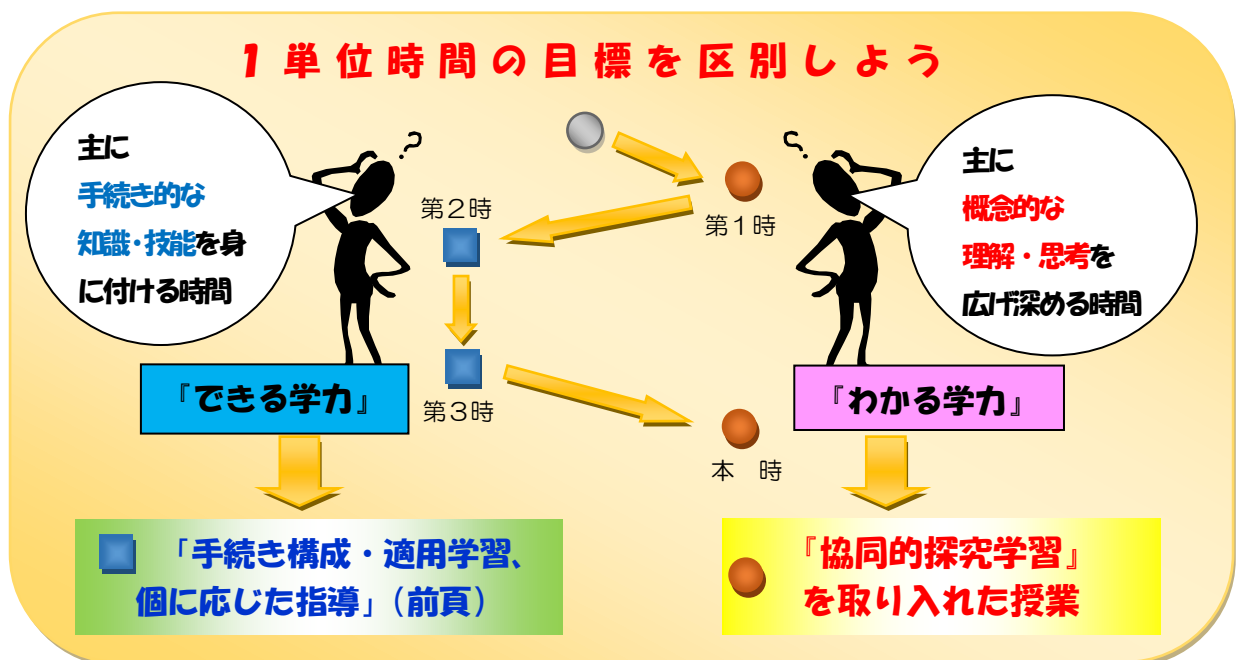 1単位時間の目標を区別しよう
主に
手続き的な
知識・技能を身
に付ける時間
?
?
主に
概念的な
理解・思考を
広げ深める時間
第2時
第1時
『できる学力』
第3時
『わかる学力』
本 時
「手続き構成・適用学習、
個に応じた指導」(前頁)
『協同的探究学習』
を取り入れた授業